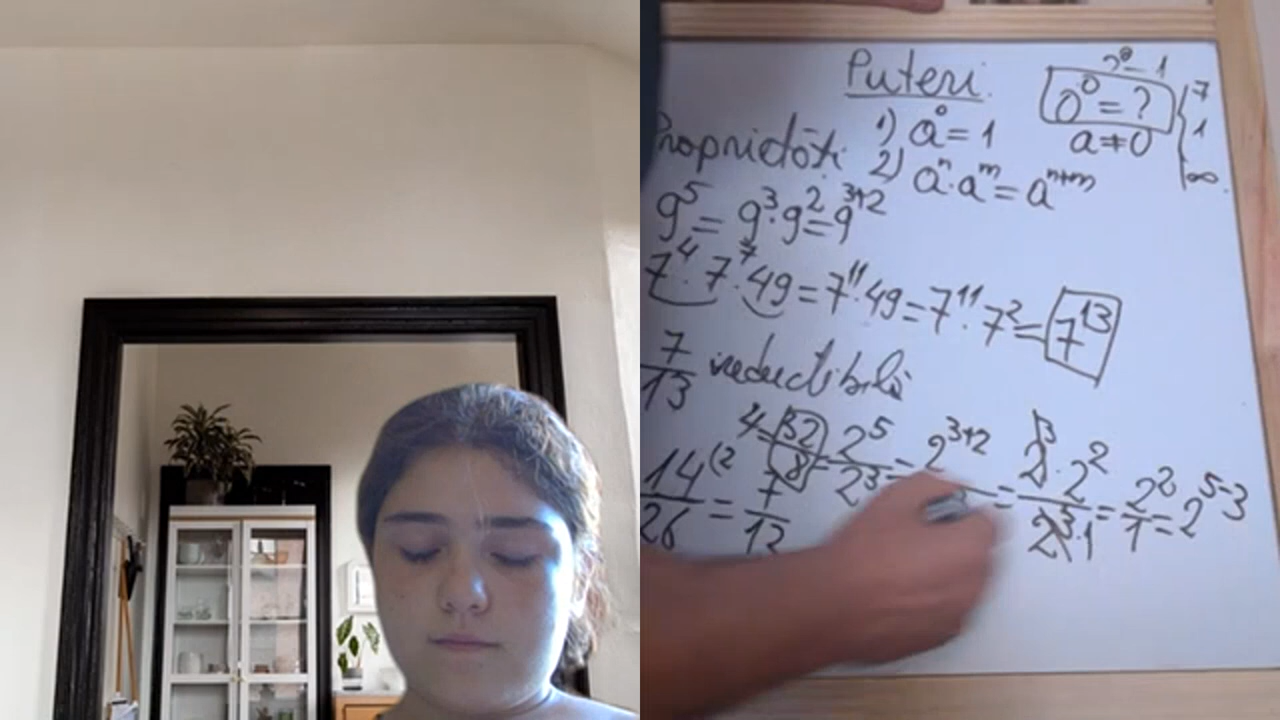 Puteri
2⁰ = 1
0⁰ = ? { 7
1) a⁰ = 1 a ≠ 0 1
Proprietăți 2) aⁿ · aᵐ = aⁿ⁺ᵐ ∞
9⁵ = 9³ · 9² = 9³⁺²
7⁴ · 7⁷ · 49 = 7¹¹ · 49 = 7¹¹ · 7² = 7¹³
7/13 ireductibilă
4 = 32/8 = 2⁵/2³ = 2³⁺² = 2³ · 2²/2³ · 1 = 2²/1 = 2⁵⁻³
14/26 (2 = 7/13